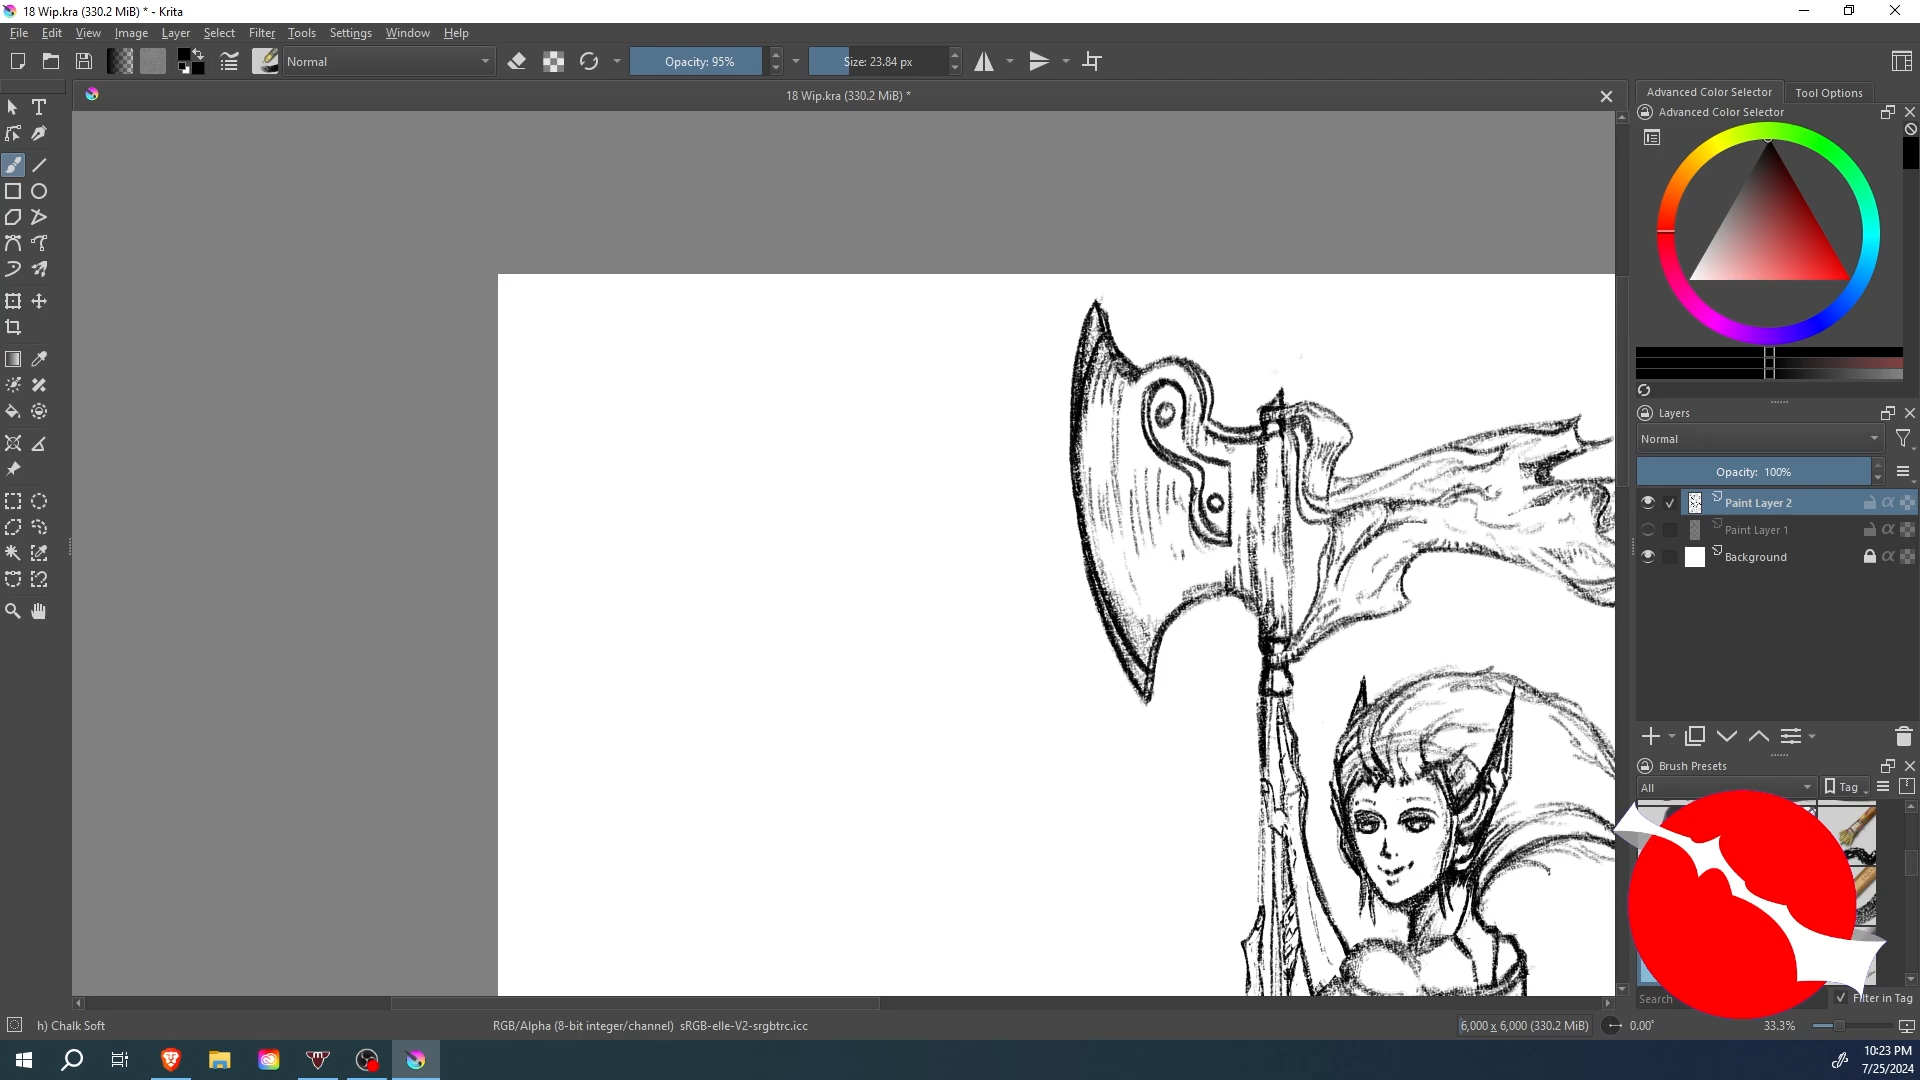 18 Wip.kra (330.2 MiB) * - Krita
File Edit View Image Layer Select Filter Tools Settings Window Help
Normal
Opacity: 95%
Size: 23.84 px
18 Wip.kra (330.2 MiB) *
Advanced Color Selector
Tool Options
Advanced Color Selector
Layers
Normal
Opacity: 100%
Paint Layer 2
Paint Layer 1
Background
Brush Presets
All
Tag
Search
Filter in Tag
h) Chalk Soft
RGB/Alpha (8-bit integer/channel) sRGB-elle-V2-srgbtrc.icc
6,000 x 6,000 (330.2 MiB)
0.00°
33.3%
10:23 PM
7/25/2024